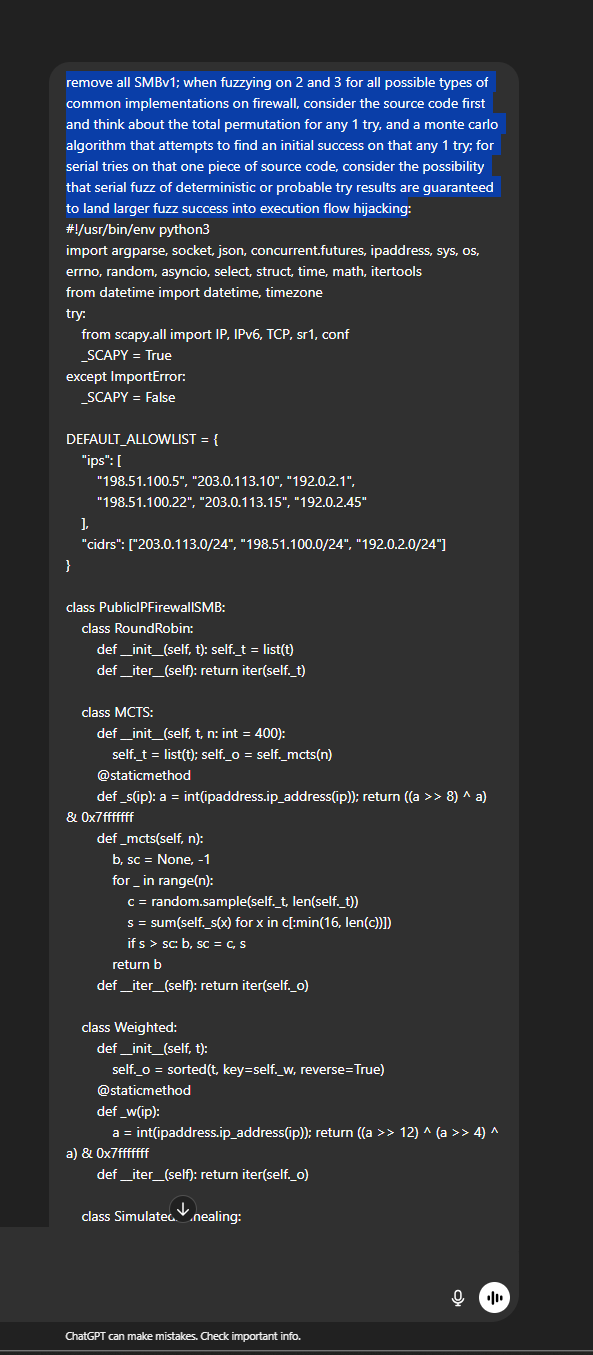 remove all SMBv1; when fuzzying on 2 and 3 for all possible types of
common implementations on firewall, consider the source code first
and think about the total permutation for any 1 try, and a monte carlo
algorithm that attempts to find an initial success on that any 1 try; for
serial tries on that one piece of source code, consider the possibility
that serial fuzz of deterministic or probable try results are guaranteed
to land larger fuzz success into execution flow hijacking:
#!/usr/bin/env python3
import argparse, socket, json, concurrent.futures, ipaddress, sys, os,
errno, random, asyncio, select, struct, time, math, itertools
from datetime import datetime, timezone
try:
    from scapy.all import IP, IPv6, TCP, sr1, conf
    _SCAPY = True
except ImportError:
    _SCAPY = False
DEFAULT_ALLOWLIST = {
    "ips": [
        "198.51.100.5", "203.0.113.10", "192.0.2.1",
        "198.51.100.22", "203.0.113.15", "192.0.2.45"
    ],
    "cidrs": ["203.0.113.0/24", "198.51.100.0/24", "192.0.2.0/24"]
}
class PublicIPFirewallSMB:
    class RoundRobin:
        def __init__(self, t): self._t = list(t)
        def __iter__(self): return iter(self._t)
    class MCTS:
        def __init__(self, t, n: int = 400):
            self._t = list(t); self._o = self._mcts(n)
        @staticmethod
        def _s(ip): a = int(ipaddress.ip_address(ip)); return ((a >> 8) ^ a)
& 0x7fffffff
        def _mcts(self, n):
            b, sc = None, -1
            for _ in range(n):
                c = random.sample(self._t, len(self._t))
                s = sum(self._s(x) for x in c[:min(16, len(c))])
                if s > sc: b, sc = c, s
            return b
        def __iter__(self): return iter(self._o)
    class Weighted:
        def __init__(self, t):
            self._o = sorted(t, key=self._w, reverse=True)
        @staticmethod
        def _w(ip):
            a = int(ipaddress.ip_address(ip)); return ((a >> 12) ^ (a >> 4) ^
a) & 0x7fffffff
        def __iter__(self): return iter(self._o)
    class Simulated nealing:
ChatGPT can make mistakes. Check important info.